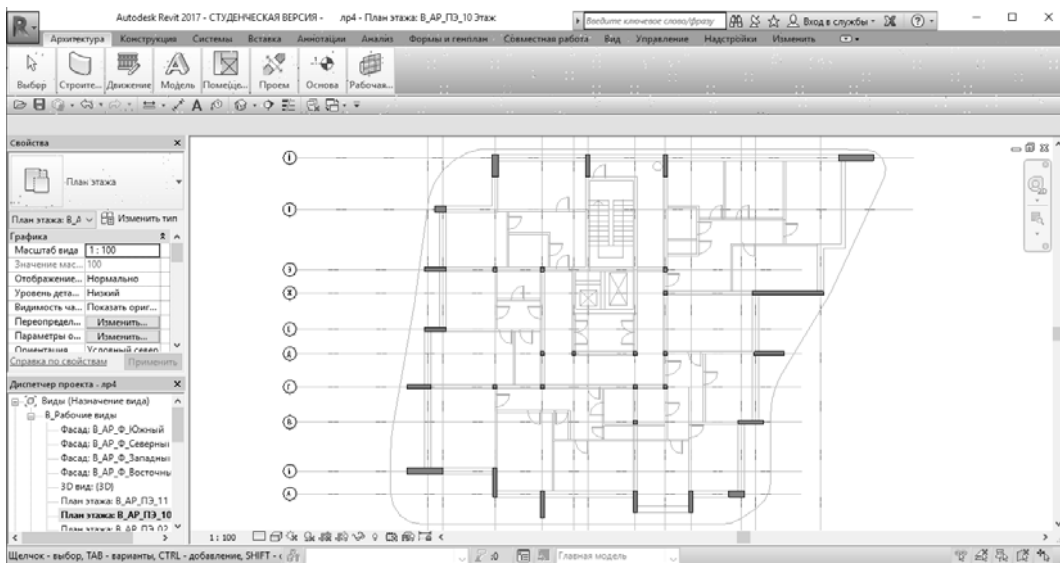 Autodesk Revit 2017 - СТУДЕНЧЕСКАЯ ВЕРСИЯ - лр4 - План этажа: В_АР_ПЭ_10 Этаж
Введите ключевое слово/фразу
Вход в службы
Архитектура Конструкция Системы Вставка Аннотации Анализ Формы и генплан Совместная работа Вид Управление Надстройки Изменить
Выбор Строите... Движение Модель Помеще... Проем Основа Рабочая...
Свойства
План этажа
План этажа: В_А Изменить тип
Графика
Масштаб вида 1 : 100
Значение мас... 100
Отображение... Нормально
Уровень дета... Низкий
Видимость ча... Показать ориг...
Переопредел... Изменить...
Параметры о... Изменить...
Ориентация Условный север
Справка по свойствам Применить
Диспетчер проекта - лр4
Виды (Назначение вида)
В_Рабочие виды
Фасад: В_АР_Ф_Южный
Фасад: В_АР_Ф_Северны
Фасад: В_АР_Ф_Западны
Фасад: В_АР_Ф_Восточны
3D вид: (3D)
План этажа: В_АР_ПЭ_11
План этажа: В_АР_ПЭ_10
План этажа: В_АР_ПЭ_02
Э
Ж
Е
Д
Г
В
А
1 : 100
Щелчок - выбор, TAB - варианты, CTRL - добавление, SHIFT - с
:0
Главная модель